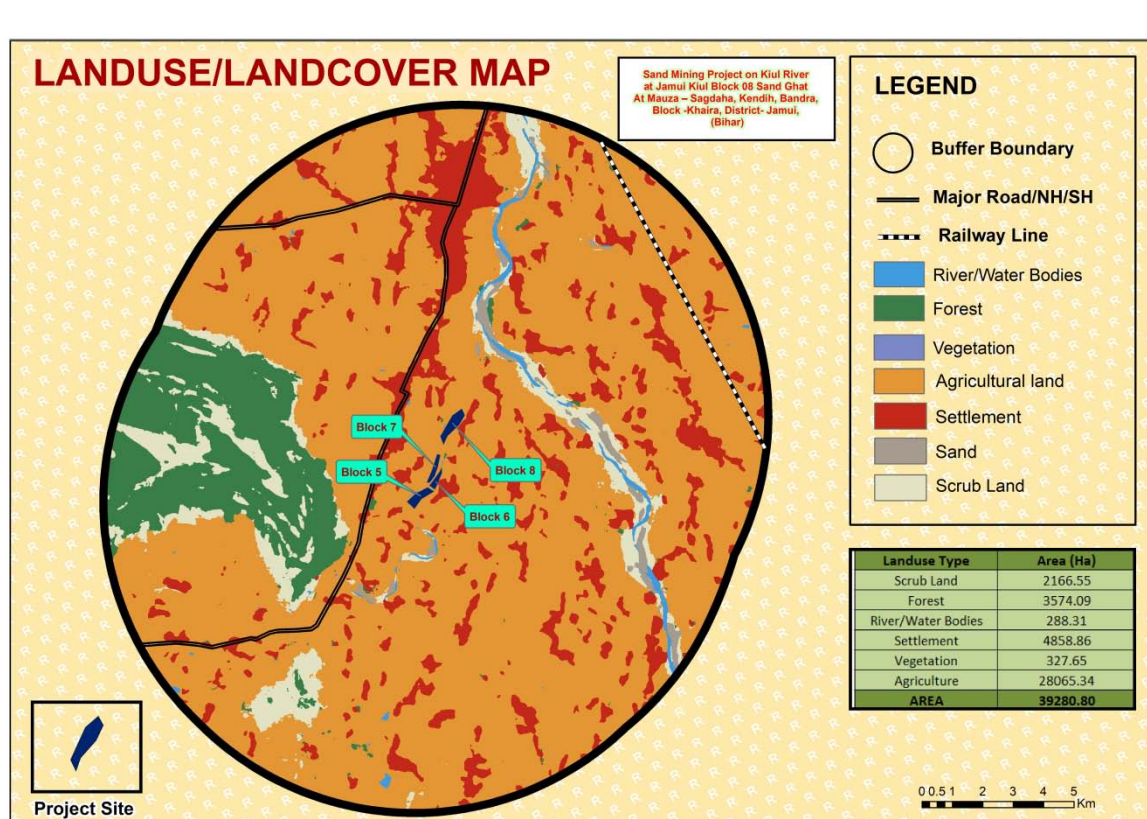 LANDUSE/LANDCOVER MAP
Sand Mining Project on Kiul River
at Jamui Kiul Block 08 Sand Ghat
At Mauza – Sagdaha, Kendih, Bandra,
Block -Khaira, District- Jamui,
(Bihar)
LEGEND
Buffer Boundary
Major Road/NH/SH
Railway Line
River/Water Bodies
Forest
Vegetation
Agricultural land
Settlement
Sand
Scrub Land
Block 7
Block 5
Block 8
Block 6
Landuse Type Area (Ha)
Scrub Land 2166.55
Forest 3574.09
River/Water Bodies 288.31
Settlement 4858.86
Vegetation 327.65
Agriculture 28065.34
AREA 39280.80
Project Site
0 0.5 1 2 3 4 5
Km